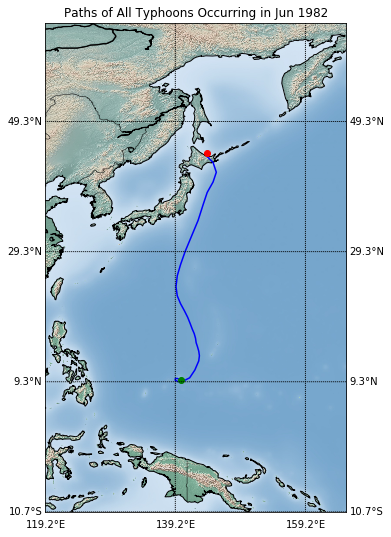 Paths of All Typhoons Occurring in Jun 1982
49.3°N 49.3°N
29.3°N 29.3°N
9.3°N 9.3°N
10.7°S 10.7°S
119.2°E 139.2°E 159.2°E